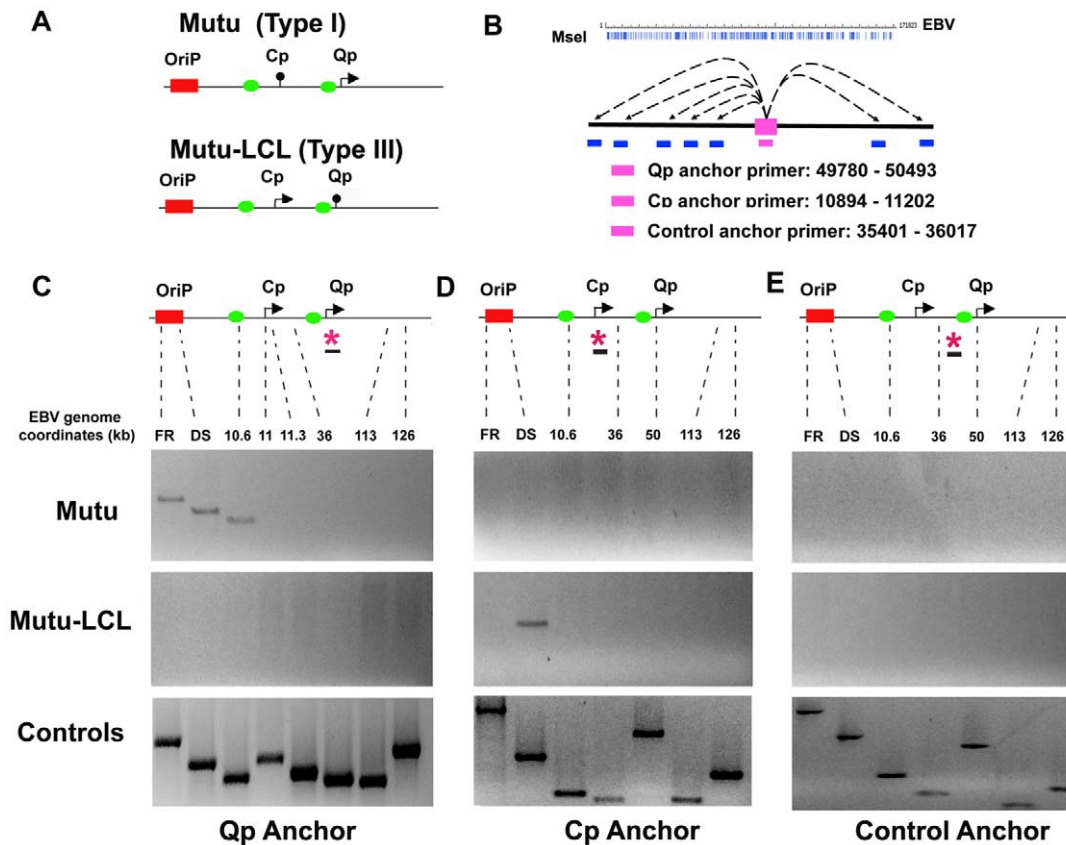 A
Mutu (Type I)
OriP
Cp
Qp
Mutu-LCL (Type III)
OriP
Cp
Qp
B
MseI
1
171823
EBV
Qp anchor primer: 49780 - 50493
Cp anchor primer: 10894 - 11202
Control anchor primer: 35401 - 36017
C
OriP
Cp
Qp
*
D
OriP
Cp
Qp
*
E
OriP
Cp
Qp
*
EBV genome
coordinates (kb)
FR DS 10.6 11 11.3 36 113 126
FR DS 10.6 36 50 113 126
FR DS 10.6 36 50 113 126
Mutu
Mutu-LCL
Controls
Qp Anchor
Cp Anchor
Control Anchor